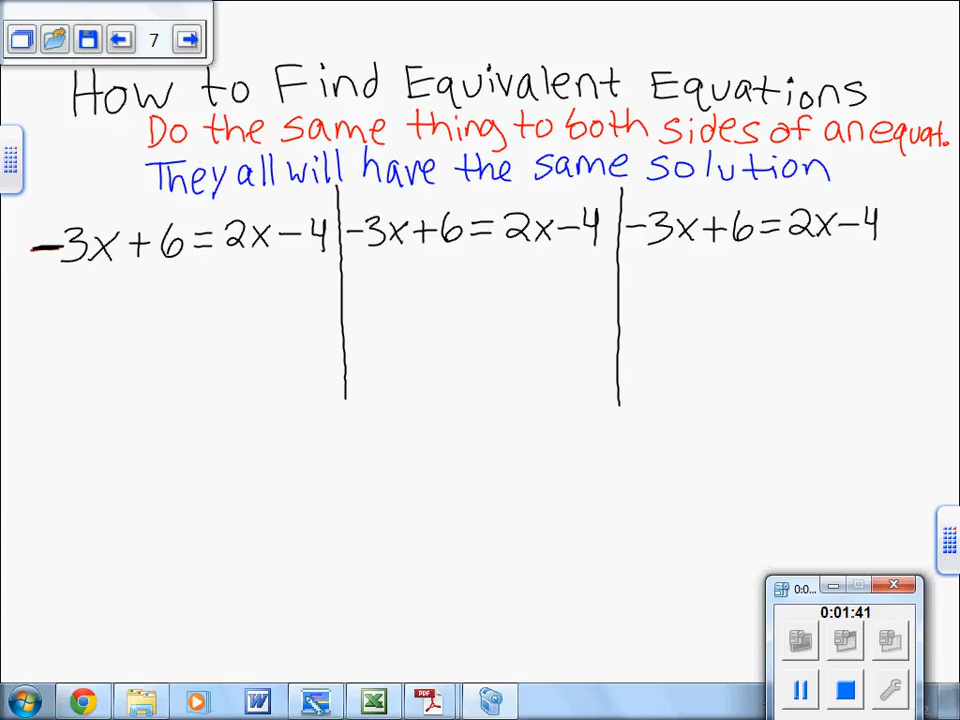 7
How to Find Equivalent Equations
Do the same thing to both sides of an equat.
They all will have the same solution
-3x+6=2x-4 -3x+6=2x-4 -3x+6=2x-4
0:0...
0:01:41